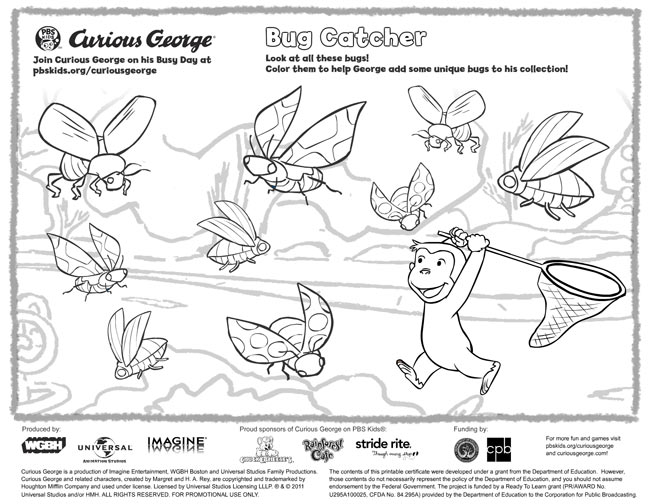 PBS KIDS
Curious George®
Join Curious George on his Busy Day at
pbskids.org/curiousgeorge
Bug Catcher
Look at all these bugs!
Color them to help George add some unique bugs to his collection!
Produced by:
WGBH
UNIVERSAL
ANIMATION STUDIOS
IMAGINE
Proud sponsors of Curious George on PBS Kids®:
CHUCK E. CHEESE'S
Rainforest Cafe
stride rite.
Funding by:
cpb
For more fun and games visit
pbskids.org/curiousgeorge
and curiousgeorge.com!
Curious George is a production of Imagine Entertainment, WGBH Boston and Universal Studios Family Productions.
Curious George and related characters, created by Margret and H. A. Rey, are copyrighted and trademarked by
Houghton Mifflin Company and used under license. Licensed by Universal Studios Licensing LLLP. © & © 2011
Universal Studios and/or HMH. ALL RIGHTS RESERVED. FOR PROMOTIONAL USE ONLY.
The contents of this printable certificate were developed under a grant from the Department of Education. However,
those contents do not necessarily represent the policy of the Department of Education, and you should not assume
endorsement by the Federal Government. The project is funded by a Ready To Learn grant (PR/AWARD No.
U295A100025, CFDA No. 84.295A) provided by the Department of Education to the Corporation for Public Broadcasting.